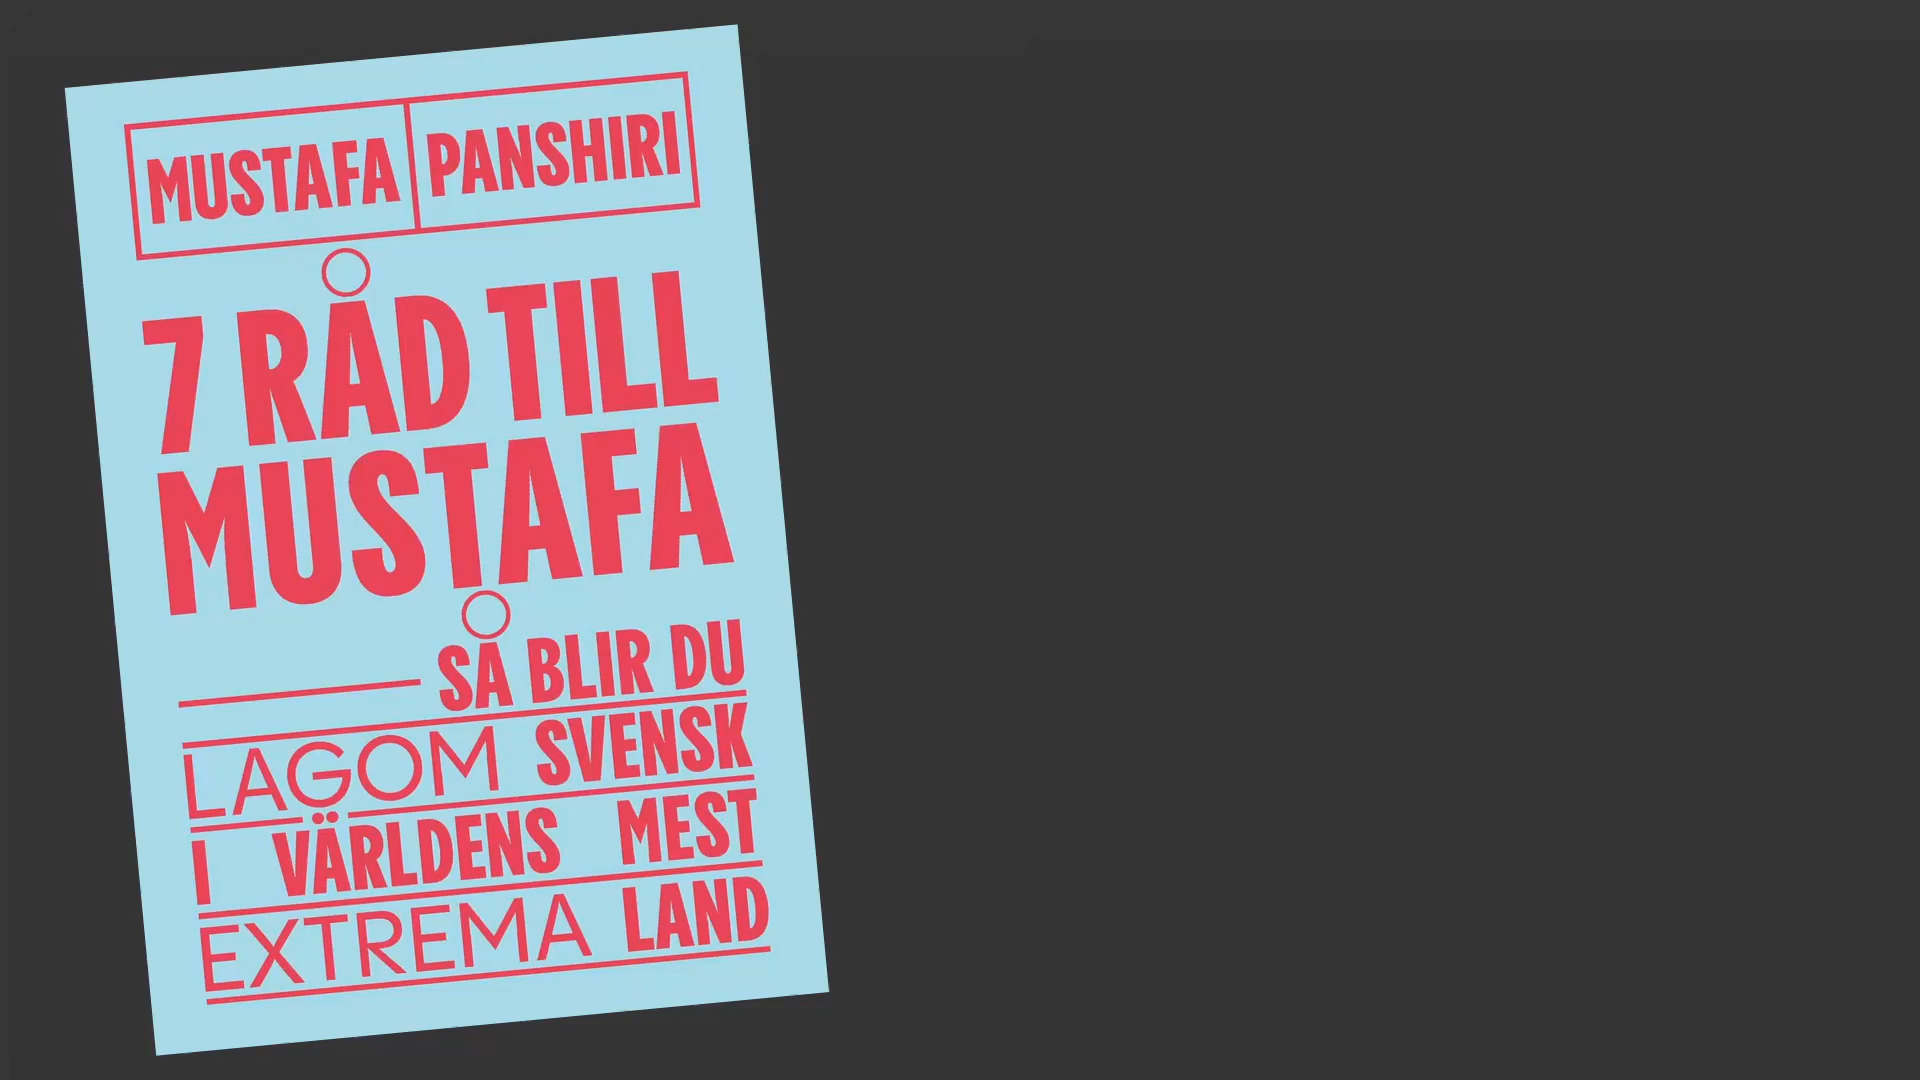 MUSTAFA PANSHIRI
7 RÅD TILL
MUSTAFA
SÅ BLIR DU
LAGOM SVENSK
I VÄRLDENS MEST
EXTREMA LAND